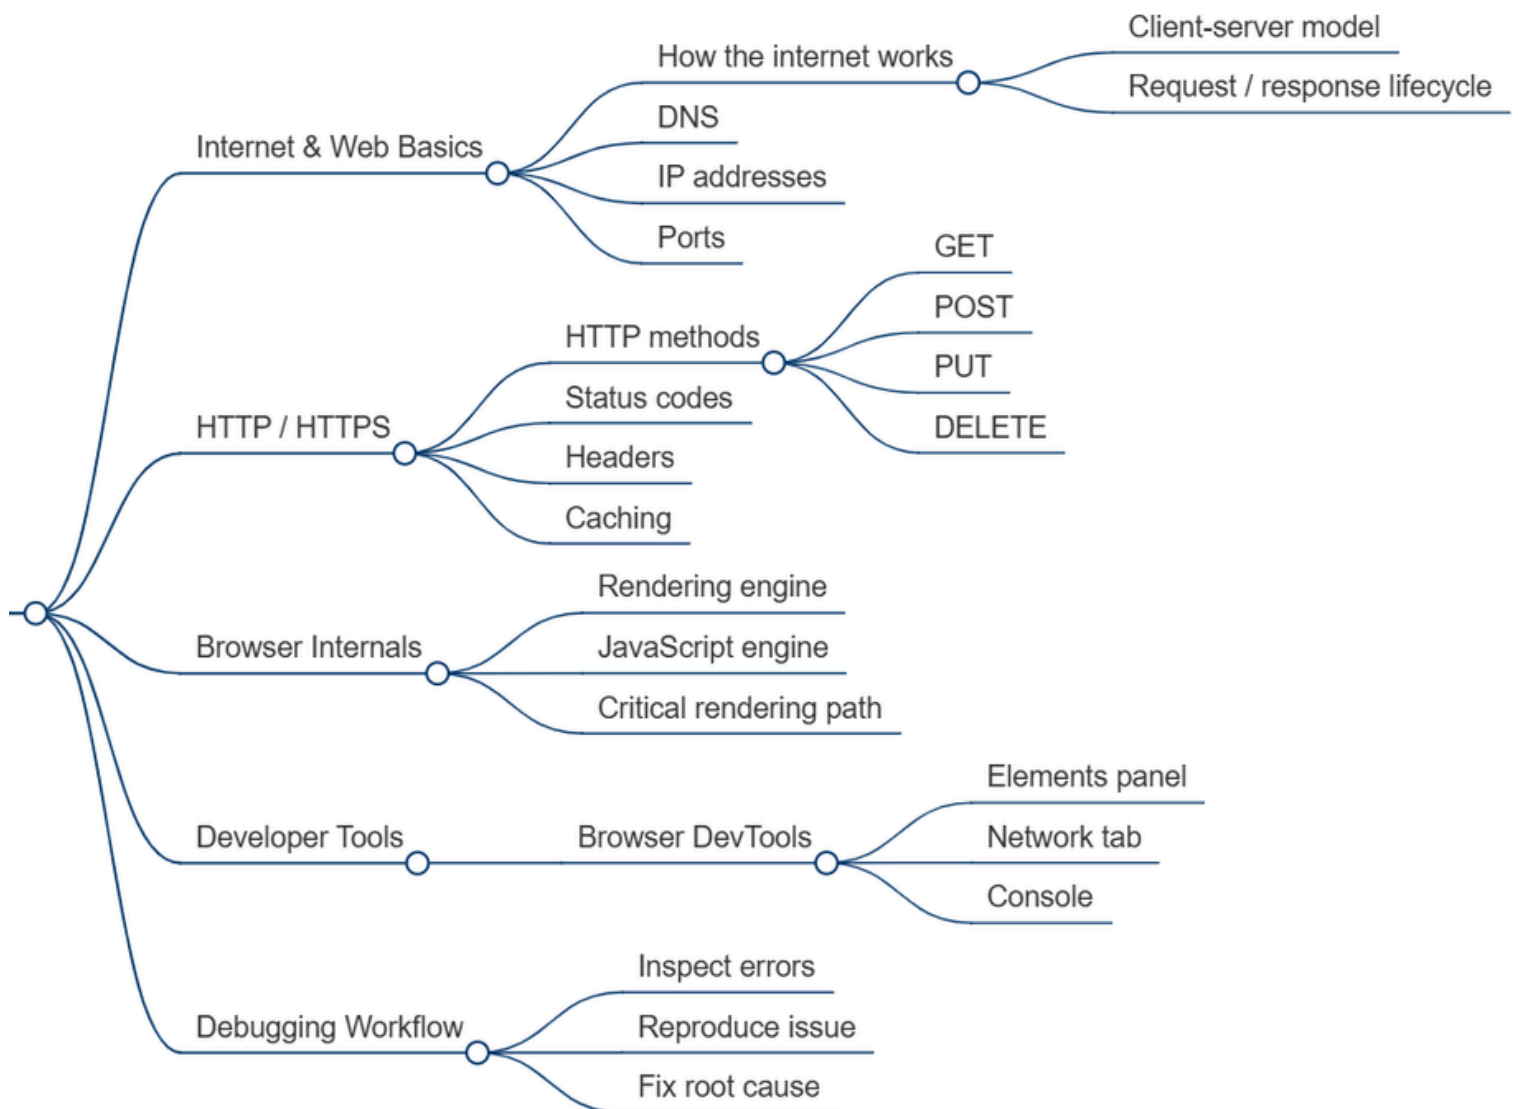 Client-server model
How the internet works
Request / response lifecycle
DNS
Internet & Web Basics
IP addresses
Ports
GET
POST
HTTP methods
PUT
Status codes
HTTP / HTTPS
DELETE
Headers
Caching
Rendering engine
Browser Internals
JavaScript engine
Critical rendering path
Elements panel
Developer Tools
Browser DevTools
Network tab
Console
Inspect errors
Debugging Workflow
Reproduce issue
Fix root cause